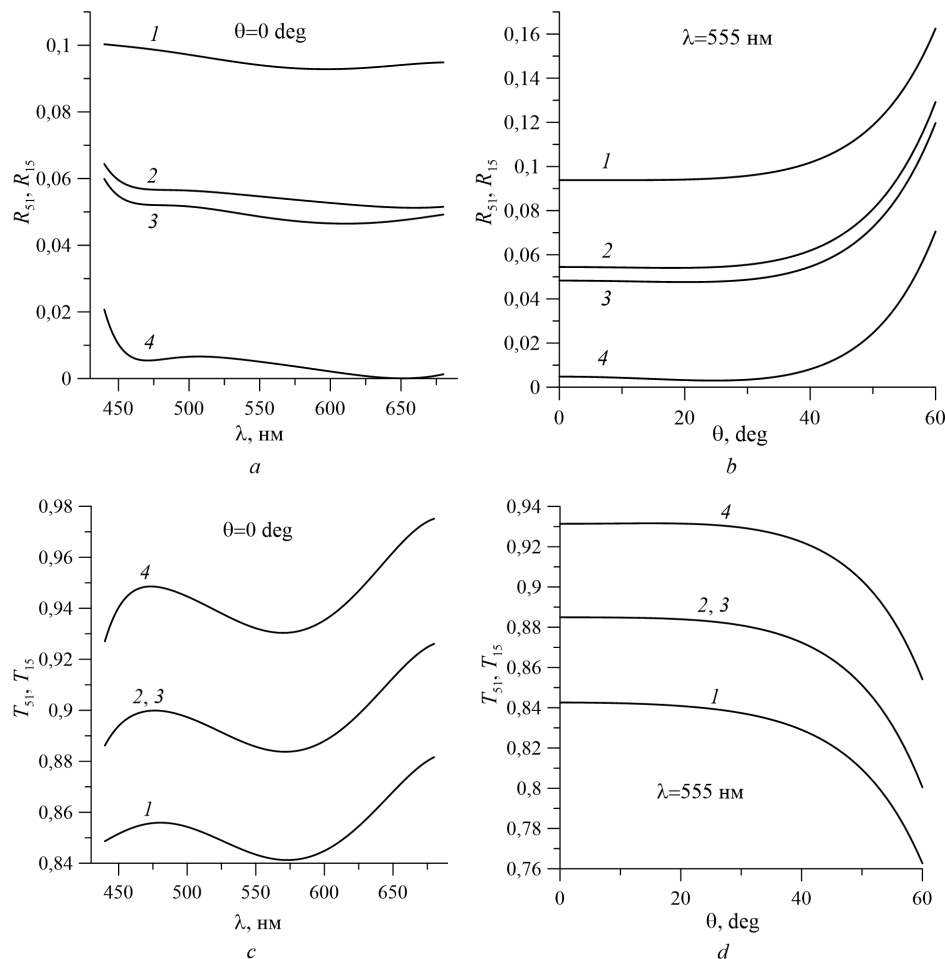 θ=0 deg
0,1
0,08
0,06
0,04
0,02
0
R51, R15
1
2
3
4
450 500 550 600 650
λ, нм
a
λ=555 нм
0,16
0,14
0,12
0,1
0,08
0,06
0,04
0,02
0
R51, R15
1
2
3
4
0 20 40 60
θ, deg
b
θ=0 deg
0,98
0,96
0,94
0,92
0,9
0,88
0,86
0,84
T51, T15
4
2, 3
1
450 500 550 600 650
λ, нм
c
0,94
0,92
0,9
0,88
0,86
0,84
0,82
0,8
0,78
0,76
T51, T15
4
2, 3
1
λ=555 нм
0 20 40 60
θ, deg
d